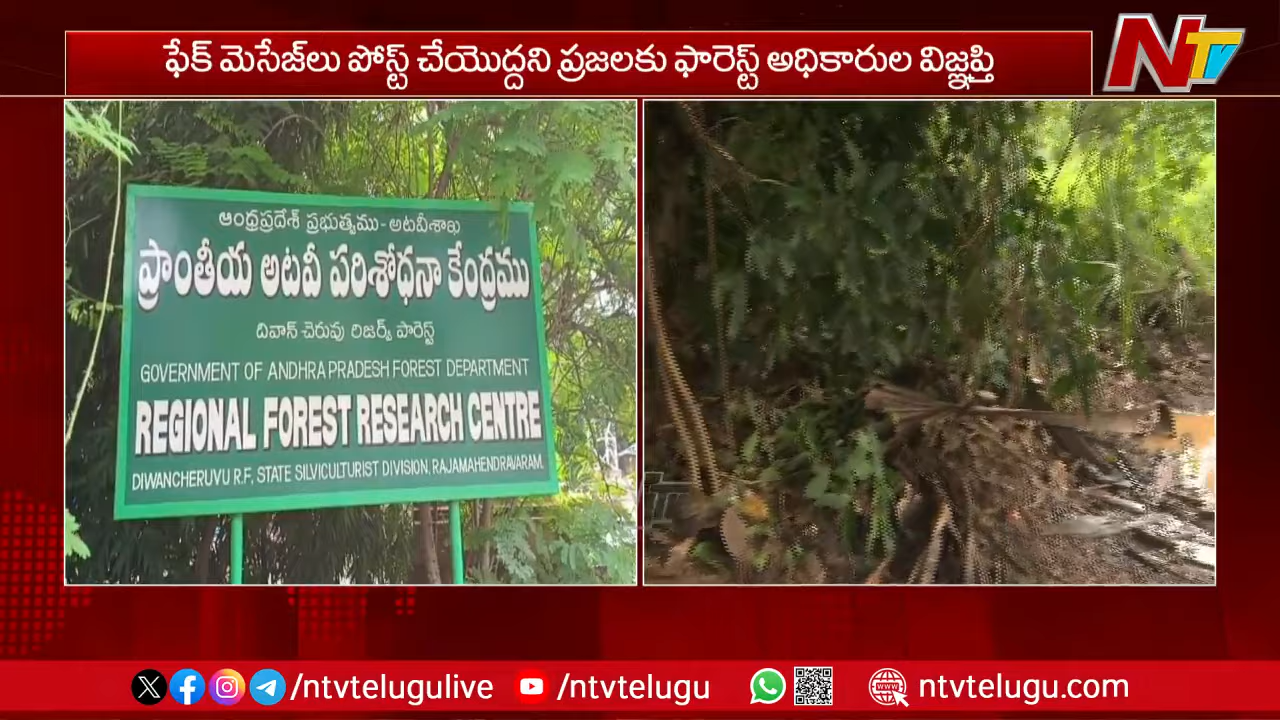 ఫేక్ మెసేజ్‌లు పోస్ట్ చేయొద్దని ప్రజలకు ఫారెస్ట్ అధికారుల విజ్ఞప్తి
NTV
ఆంధ్రప్రదేశ్ ప్రభుత్వము - అటవీశాఖ
ప్రాంతీయ అటవీ పరిశోధనా కేంద్రము
దివాన్ చెరువు రిజర్వ్ పారెస్ట్
GOVERNMENT OF ANDHRA PRADESH FOREST DEPARTMENT
REGIONAL FOREST RESEARCH CENTRE
DIWANCHERUVU R.F, STATE SILVICULTURIST DIVISION, RAJAMAHENDRAVARAM.
/ntvtelugulive /ntvtelugu ntvtelugu.com